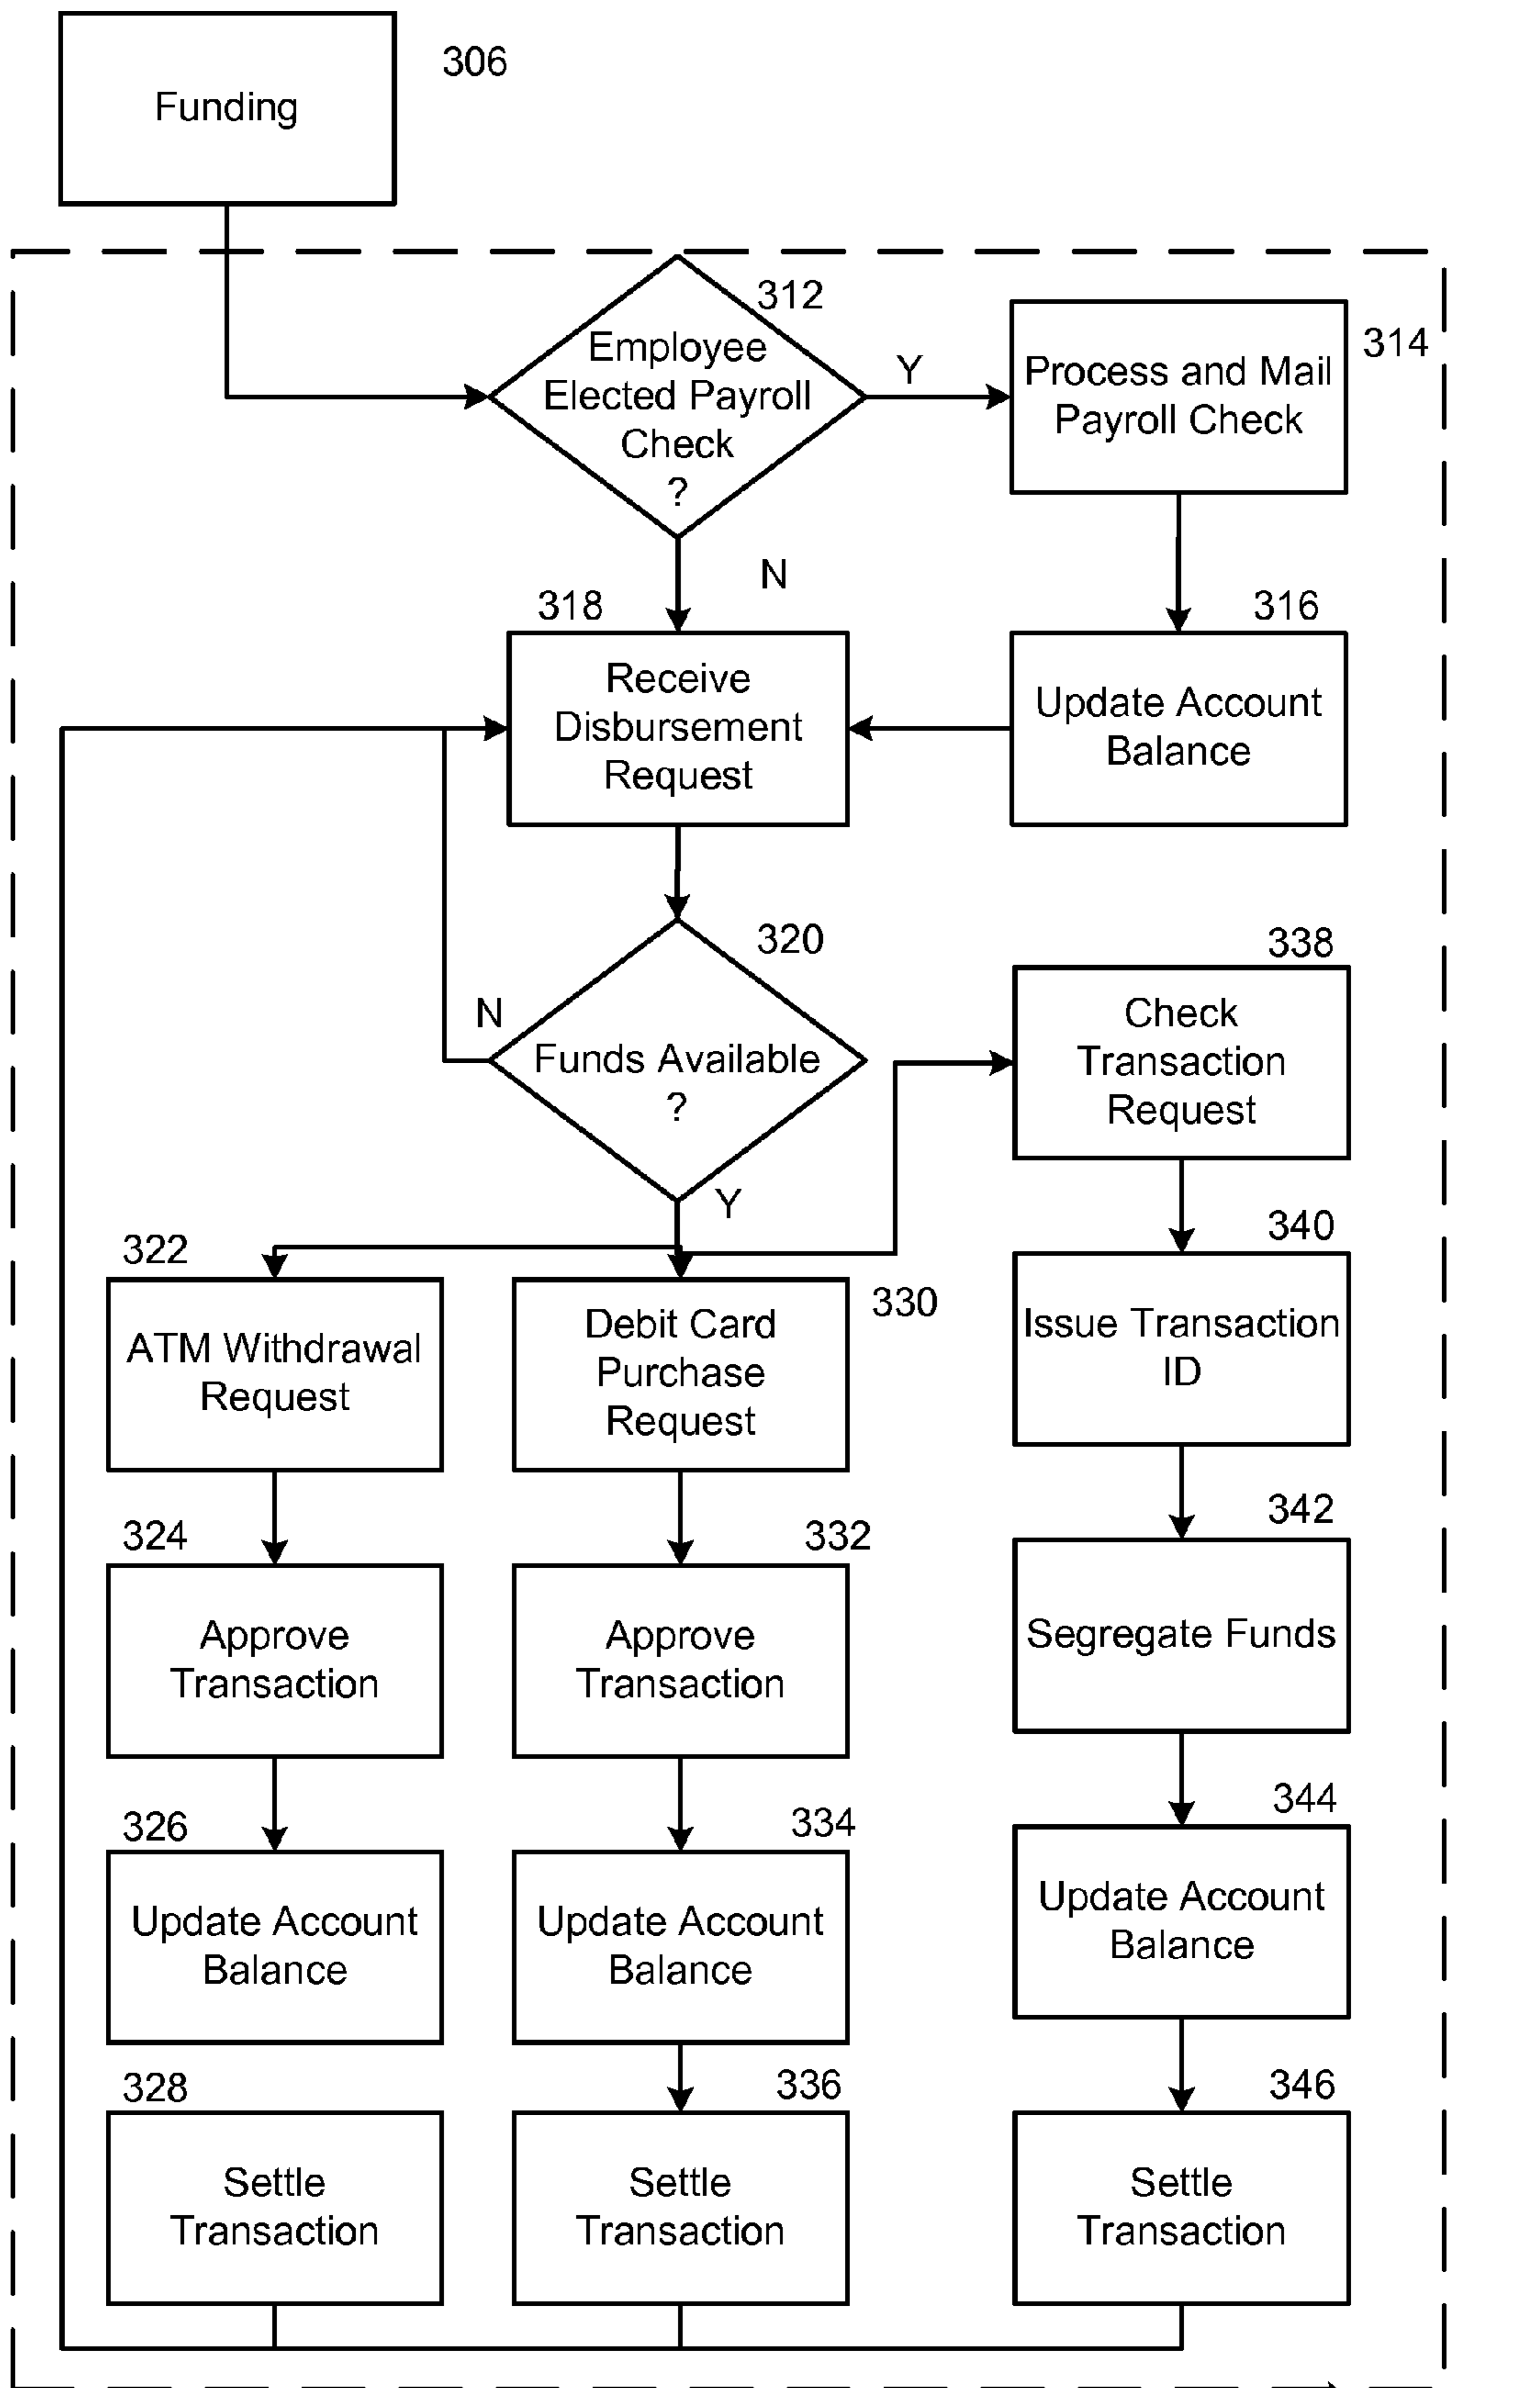 306
Funding
312
Employee
Elected Payroll
Check
?
Y
314
Process and Mail
Payroll Check
N
318
Receive
Disbursement
Request
316
Update Account
Balance
320
N
Funds Available
?
Y
338
Check
Transaction
Request
322
ATM Withdrawal
Request
330
Debit Card
Purchase
Request
340
Issue Transaction
ID
324
Approve
Transaction
332
Approve
Transaction
342
Segregate Funds
326
Update Account
Balance
334
Update Account
Balance
344
Update Account
Balance
328
Settle
Transaction
336
Settle
Transaction
346
Settle
Transaction